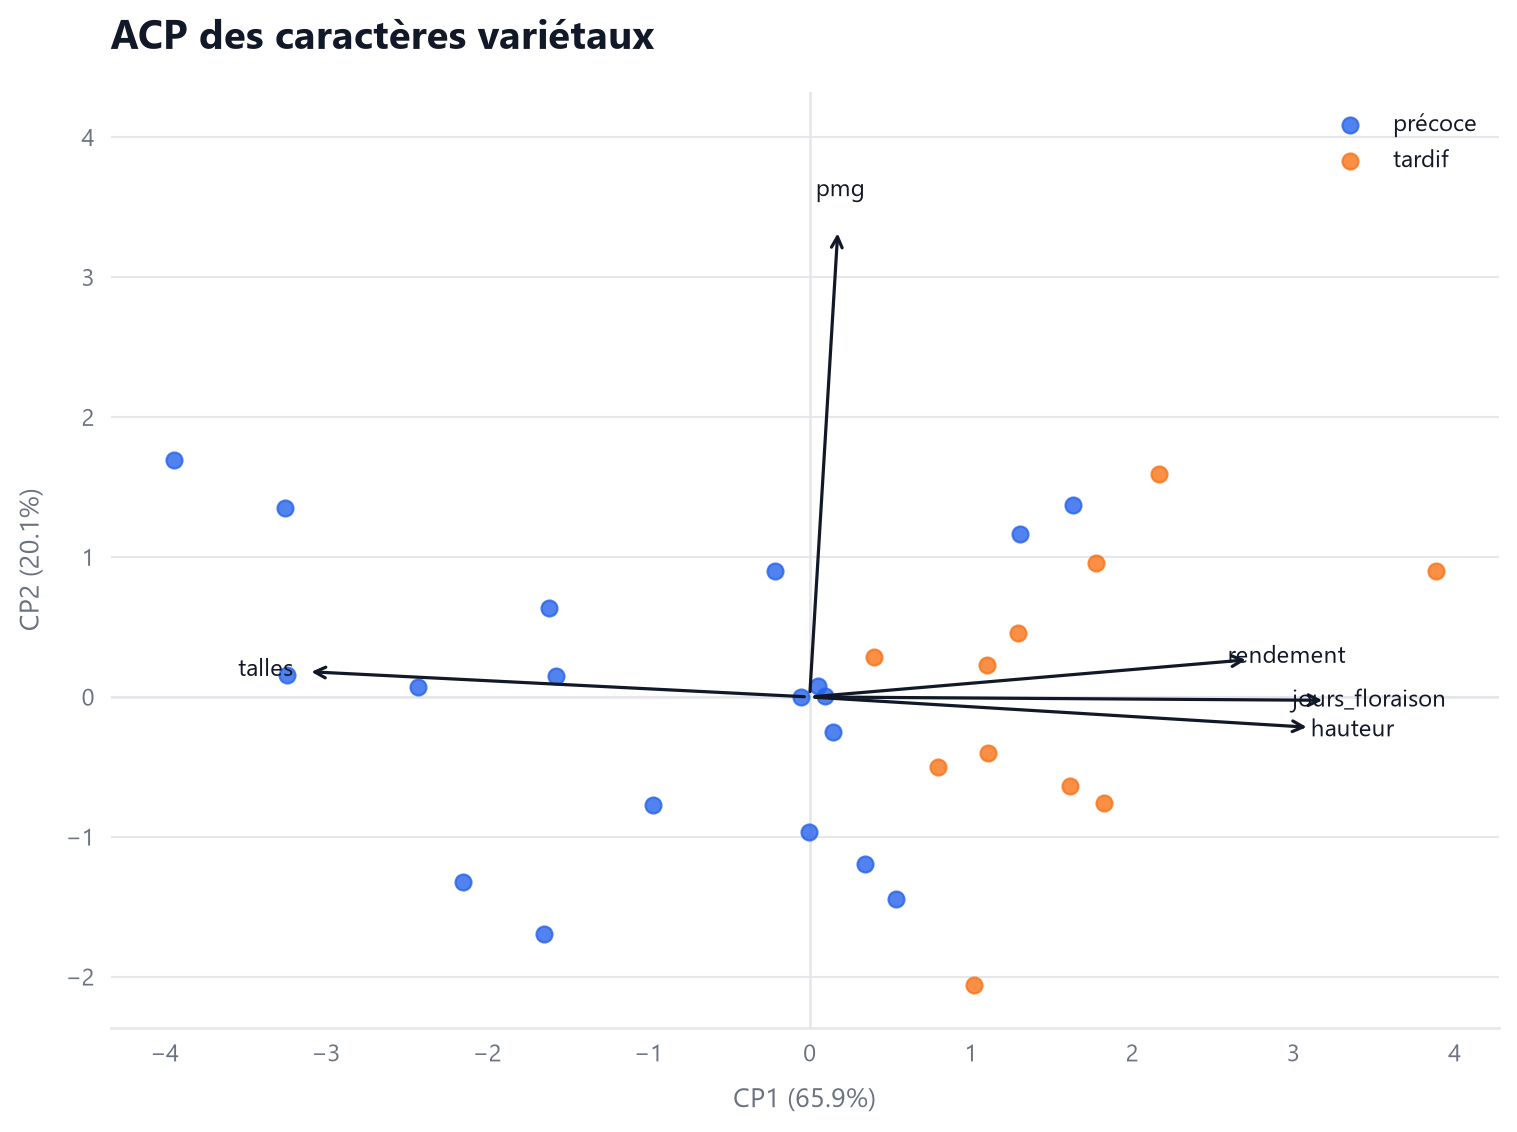 ACP des caractères variétaux
précoce
tardif
pmg
talles
rendement
jours_floraison
hauteur
4
3
2
1
0
−1
−2
−4
−3
−2
−1
0
1
2
3
4
CP2 (20.1%)
CP1 (65.9%)